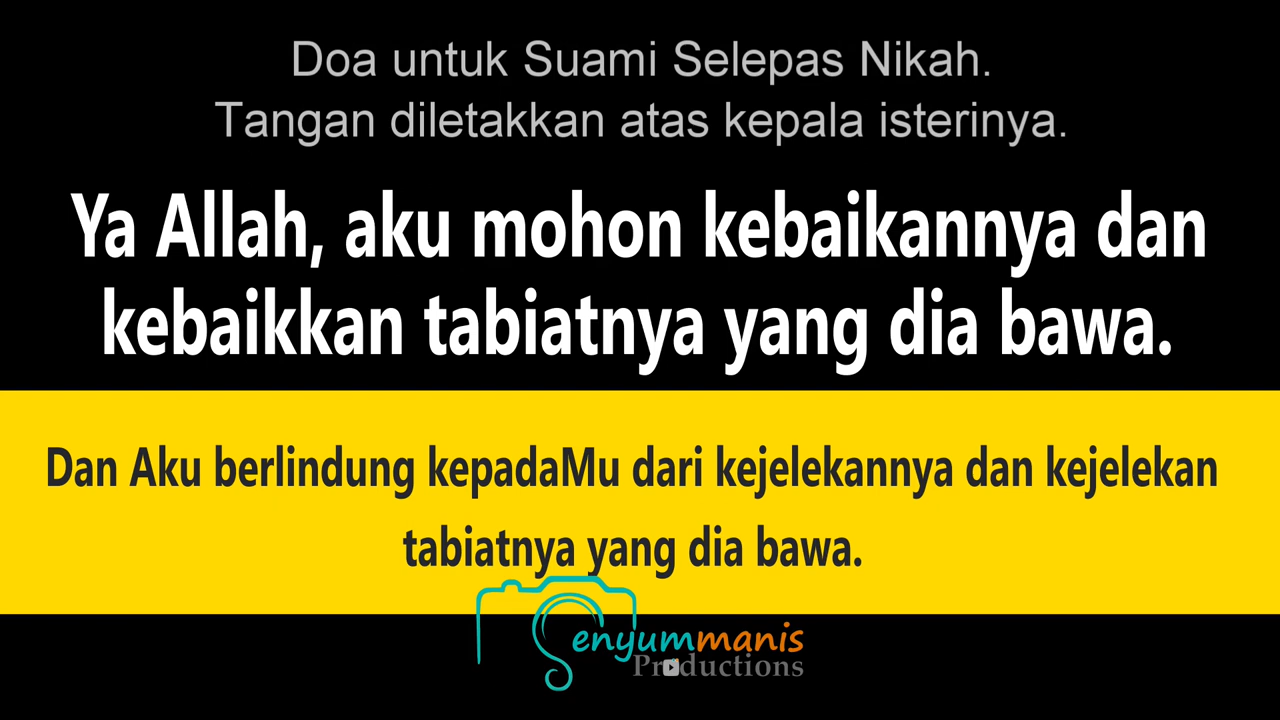 Doa untuk Suami Selepas Nikah.
Tangan diletakkan atas kepala isterinya.
Ya Allah, aku mohon kebaikannya dan
kebaikkan tabiatnya yang dia bawa.
Dan Aku berlindung kepadaMu dari kejelekannya dan kejelekan
tabiatnya yang dia bawa.
Senyummanis
Productions